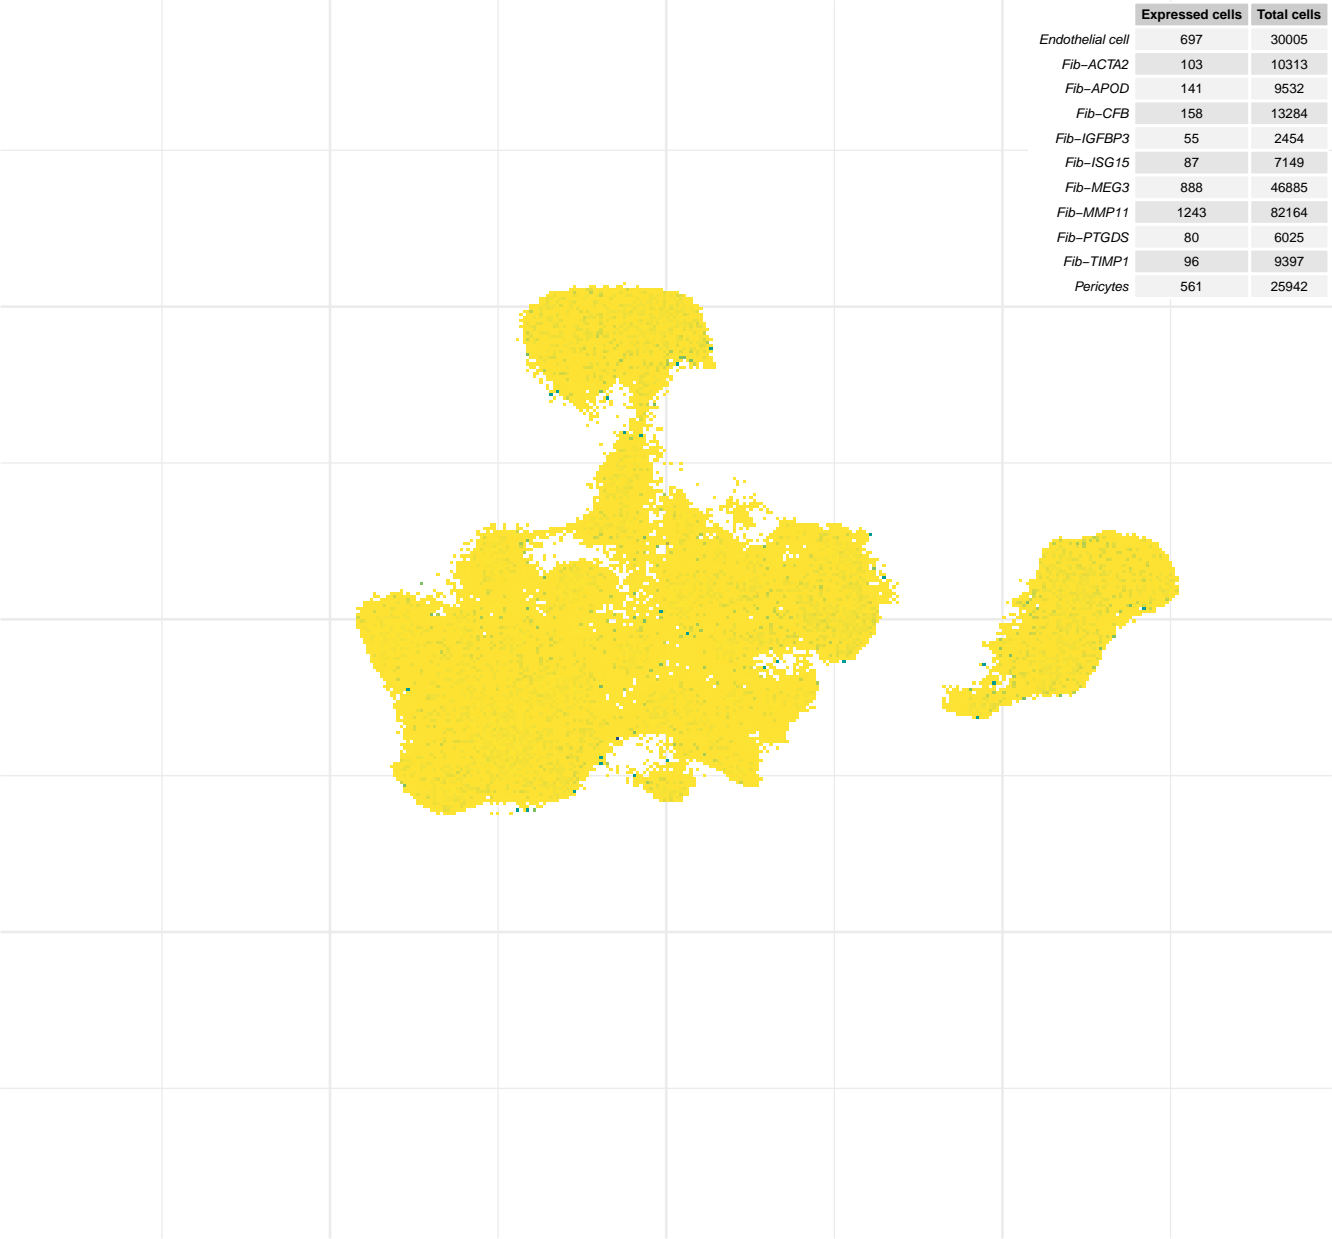 Expressed cells Total cells
Endothelial cell 697 30005
Fib−ACTA2 103 10313
Fib−APOD 141 9532
Fib−CFB 158 13284
Fib−IGFBP3 55 2454
Fib−ISG15 87 7149
Fib−MEG3 888 46885
Fib−MMP11 1243 82164
Fib−PTGDS 80 6025
Fib−TIMP1 96 9397
Pericytes 561 25942